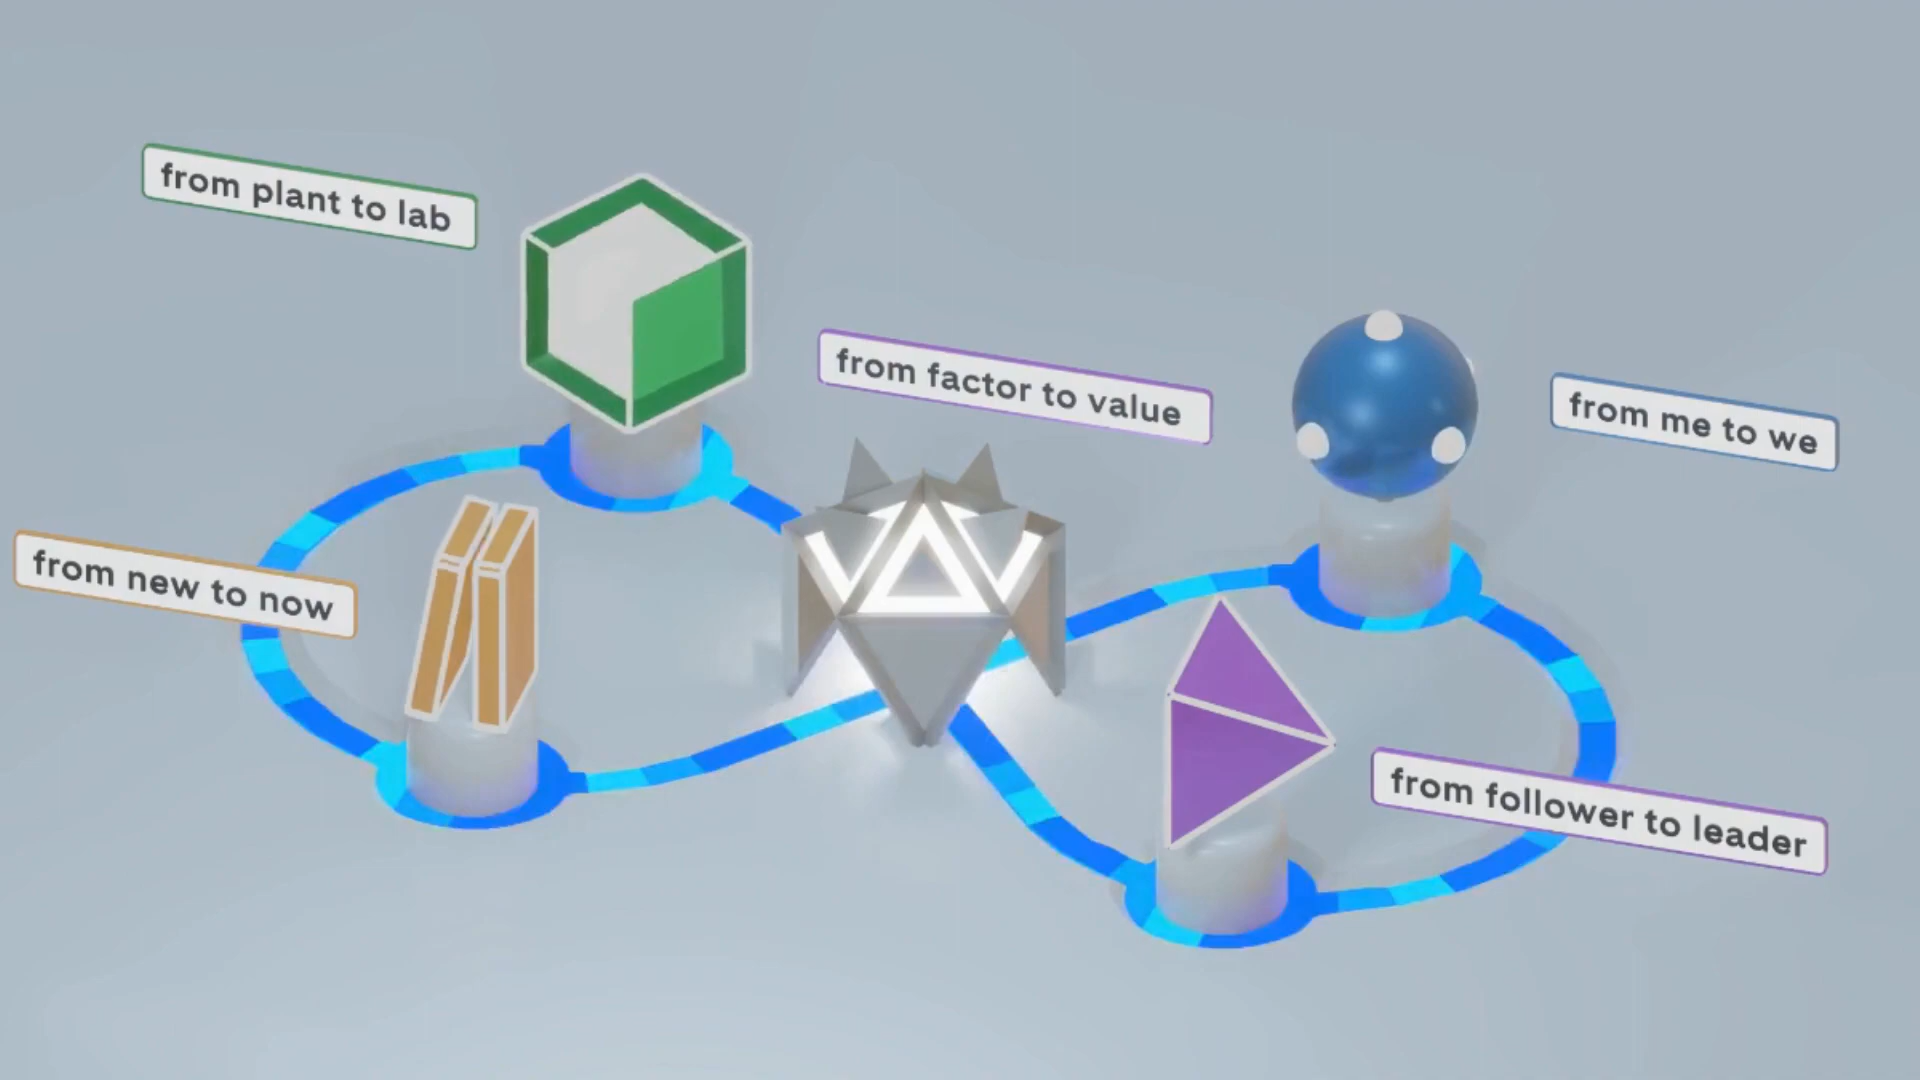 from plant to lab
from factor to value
from me to we
from new to now
from follower to leader